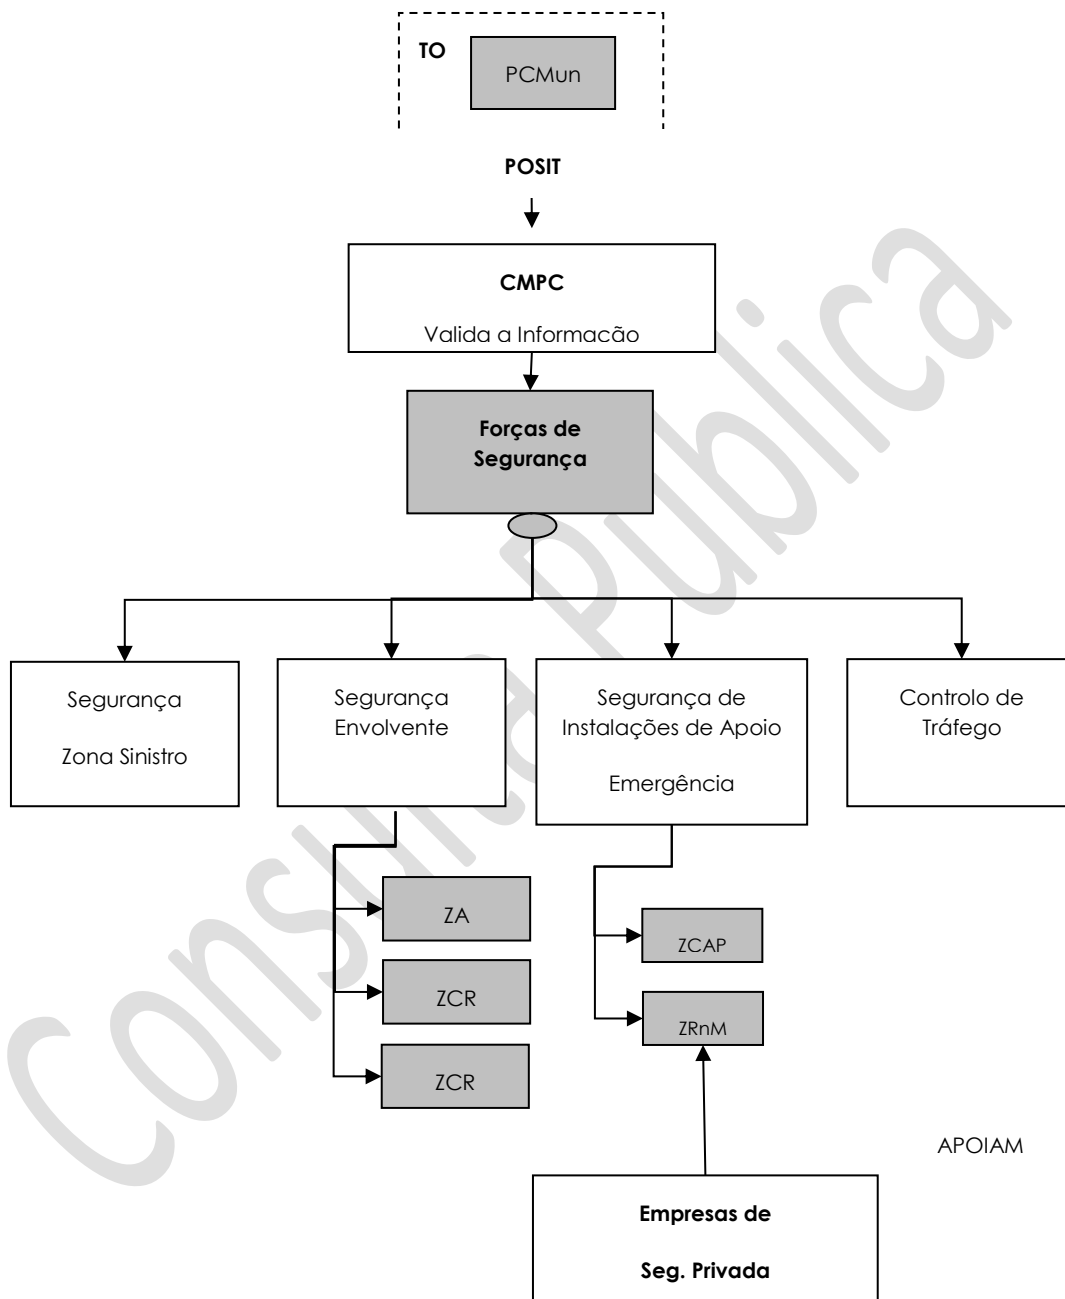 TO
PCMun
POSIT
CMPC
Valida a Informacão
Forças de
Segurança
Segurança
Zona Sinistro
Segurança
Envolvente
Segurança de
Instalações de Apoio
Emergência
Controlo de
Tráfego
ZA
ZCR
ZCR
ZCAP
ZRnM
APOIAM
Empresas de
Seg. Privada
Consulta Pública